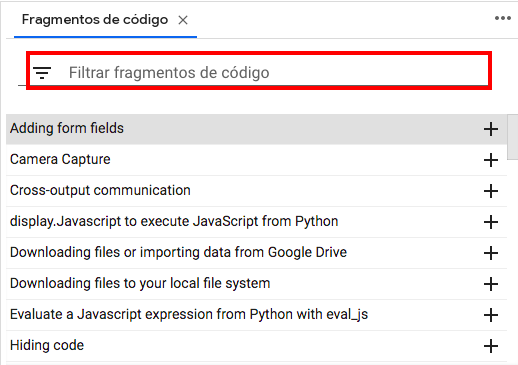 Fragmentos de código
Filtrar fragmentos de código
Adding form fields
Camera Capture
Cross-output communication
display.Javascript to execute JavaScript from Python
Downloading files or importing data from Google Drive
Downloading files to your local file system
Evaluate a Javascript expression from Python with eval_js
Hiding code